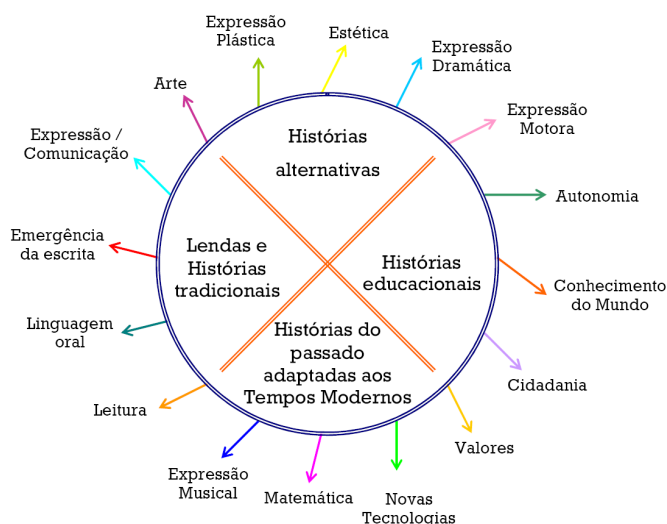 Expressão
Plástica
Estética
Expressão
Dramática
Arte
Expressão
Motora
Expressão /
Comunicação
Autonomia
Emergência
da escrita
Conhecimento
do Mundo
Linguagem
oral
Cidadania
Leitura
Valores
Expressão
Musical
Matemática
Novas
Tecnologias
Histórias
alternativas
Lendas e
Histórias
tradicionais
Histórias
educacionais
Histórias do
passado
adaptadas aos
Tempos Modernos